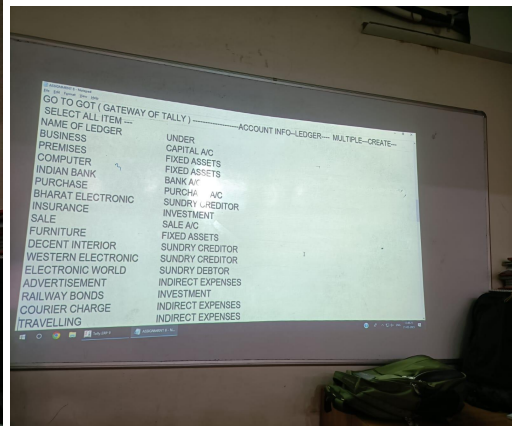 GO TO GOT ( GATEWAY OF TALLY ) -------------------ACCOUNT INFO--LEDGER---- MULTIPLE---CREATE---
SELECT ALL ITEM ---
NAME OF LEDGER UNDER
BUSINESS CAPITAL A/C
PREMISES FIXED ASSETS
COMPUTER FIXED ASSETS
INDIAN BANK BANK A/C
PURCHASE PURCHA A/C
BHARAT ELECTRONIC SUNDRY CREDITOR
INSURANCE INVESTMENT
SALE SALE A/C
FURNITURE FIXED ASSETS
DECENT INTERIOR SUNDRY CREDITOR
WESTERN ELECTRONIC SUNDRY CREDITOR
ELECTRONIC WORLD SUNDRY DEBTOR
ADVERTISEMENT INDIRECT EXPENSES
RAILWAY BONDS INVESTMENT
COURIER CHARGE INDIRECT EXPENSES
TRAVELLING INDIRECT EXPENSES